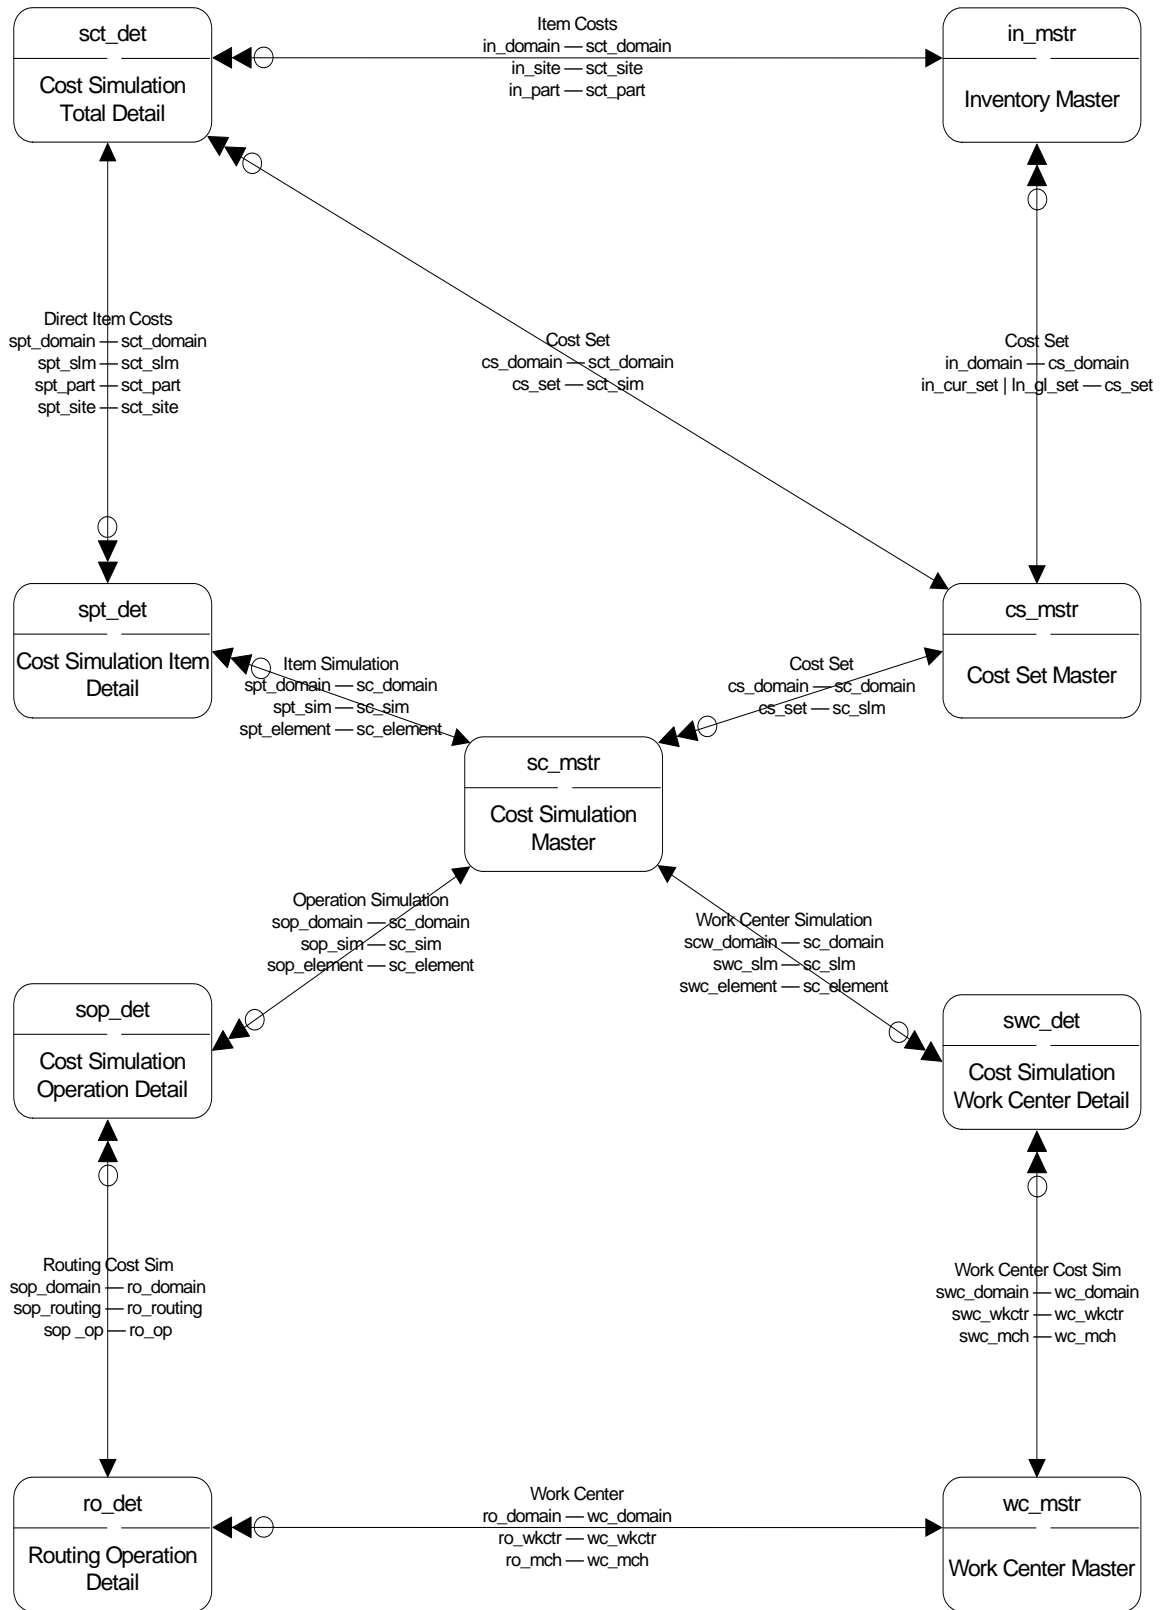 sct_det
Cost Simulation
Total Detail
Item Costs
in_domain — sct_domain
in_site — sct_site
in_part — sct_part
in_mstr
Inventory Master
Direct Item Costs
spt_domain — sct_domain
spt_slm — sct_slm
spt_part — sct_part
spt_site — sct_site
Cost Set
cs_domain — sct_domain
cs_set — sct_sim
Cost Set
in_domain — cs_domain
in_cur_set | ln_gl_set — cs_set
spt_det
Cost Simulation Item
Detail
Item Simulation
spt_domain — sc_domain
spt_sim — sc_sim
spt_element — sc_element
Cost Set
cs_domain — sc_domain
cs_set — sc_slm
cs_mstr
Cost Set Master
sc_mstr
Cost Simulation
Master
Operation Simulation
sop_domain — sc_domain
sop_sim — sc_sim
sop_element — sc_element
Work Center Simulation
scw_domain — sc_domain
swc_slm — sc_slm
swc_element — sc_element
sop_det
Cost Simulation
Operation Detail
swc_det
Cost Simulation
Work Center Detail
Routing Cost Sim
sop_domain — ro_domain
sop_routing — ro_routing
sop _op — ro_op
Work Center Cost Sim
swc_domain — wc_domain
swc_wkctr — wc_wkctr
swc_mch — wc_mch
ro_det
Routing Operation
Detail
Work Center
ro_domain — wc_domain
ro_wkctr — wc_wkctr
ro_mch — wc_mch
wc_mstr
Work Center Master